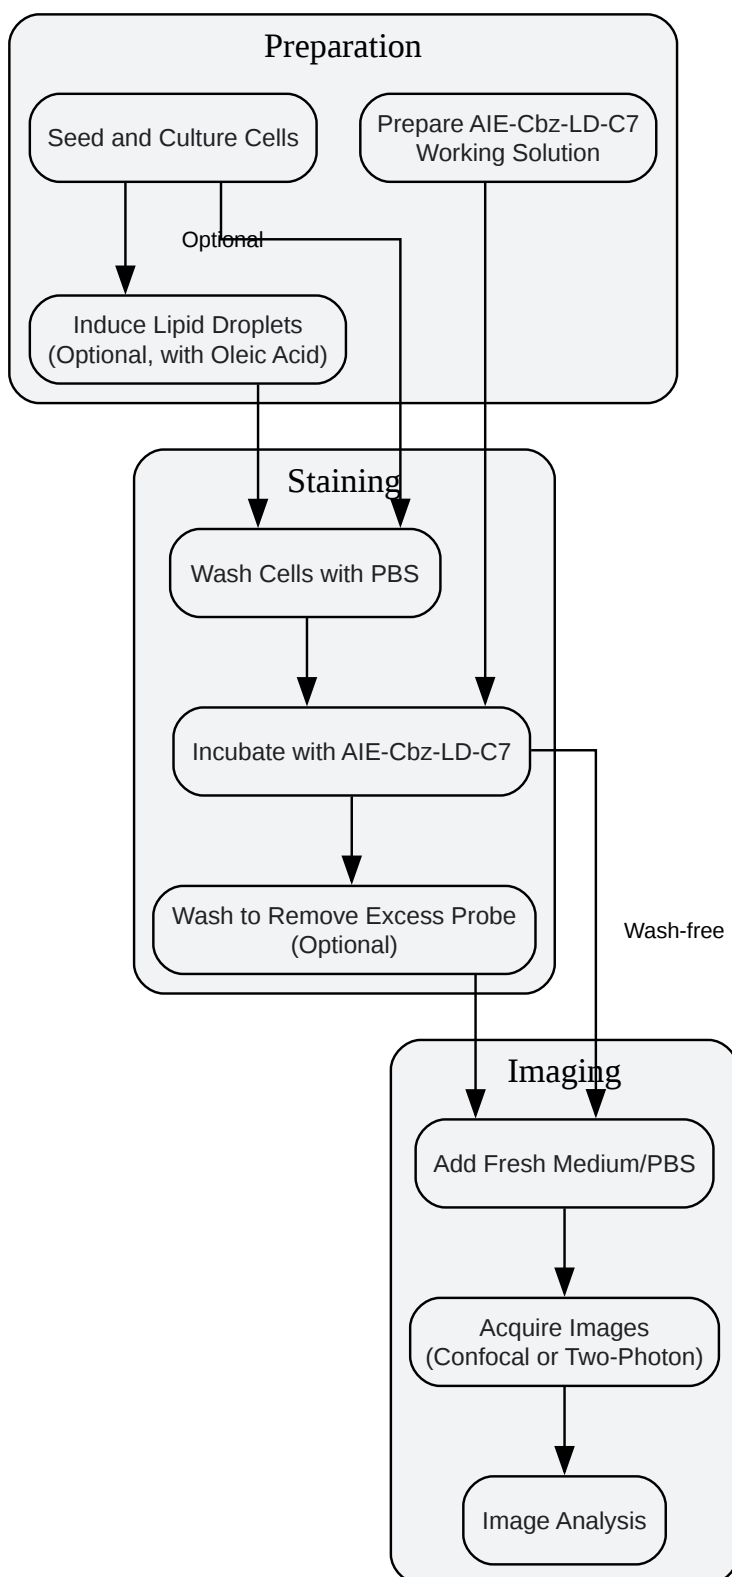 Preparation
Seed and Culture Cells
Prepare AIE-Cbz-LD-C7
Working Solution
Optional
Induce Lipid Droplets
(Optional, with Oleic Acid)
Staining
Wash Cells with PBS
Incubate with AIE-Cbz-LD-C7
Wash to Remove Excess Probe
(Optional)
Wash-free
Imaging
Add Fresh Medium/PBS
Acquire Images
(Confocal or Two-Photon)
Image Analysis